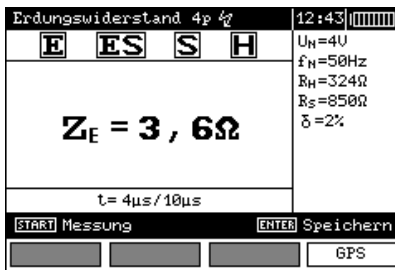 Erdungswiderstand 4p 12:43
E ES S H
U_N=4V
f_N=50Hz
R_H=324Ω
R_S=850Ω
δ=2%
Z_E = 3,6Ω
t= 4µs/10µs
START Messung ENTER Speichern
GPS